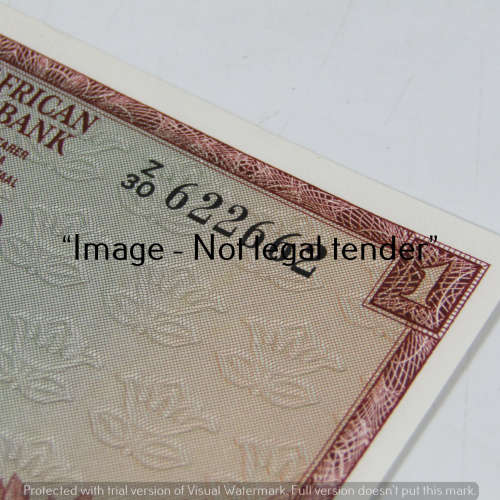 FRICAN
BANK
Z
30 622662
1
“Image - Not legal tender”
Protected with trial version of Visual Watermark. Full version doesn't put this mark.